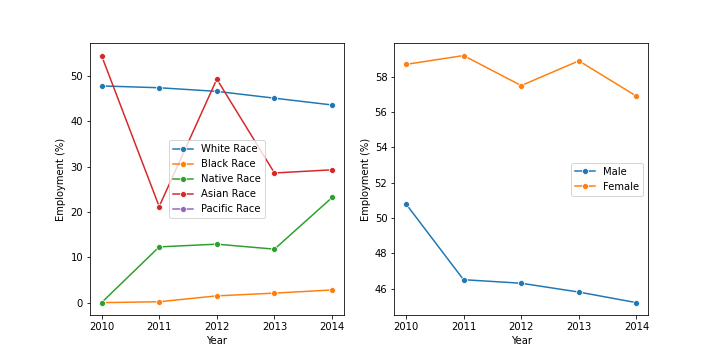 50
40
30
20
10
0
Employment (%)
2010 2011 2012 2013 2014
Year
White Race
Black Race
Native Race
Asian Race
Pacific Race
58
56
54
52
50
48
46
Employment (%)
2010 2011 2012 2013 2014
Year
Male
Female